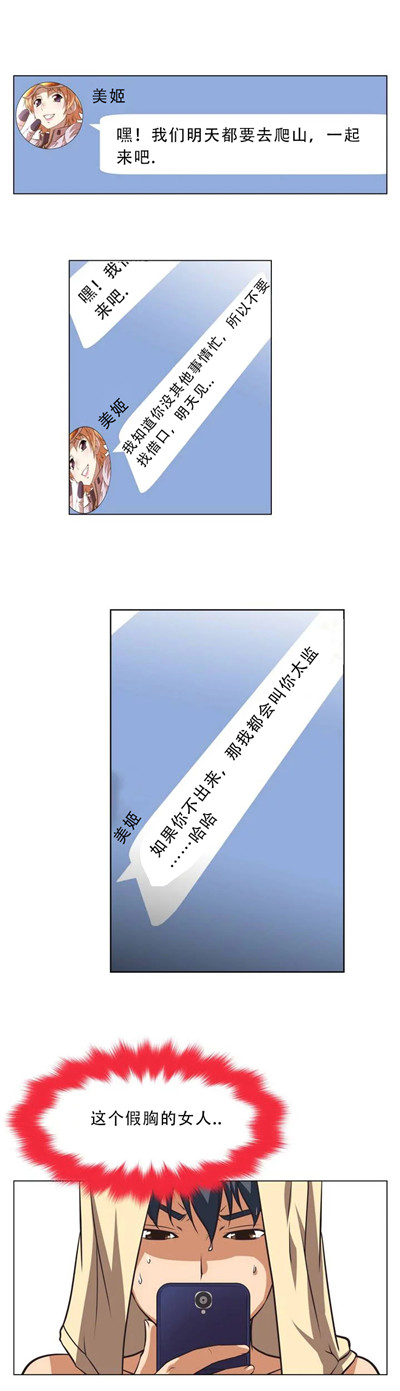 美姬
嘿！我们明天都要去爬山，一起
来吧.
嘿！我们
来吧.
美姬
我知道你没其他事情忙，所以不要
找借口，明天见..
美姬
如果你不出来，那我都会叫你太监
……哈哈
这个假胸的女人..